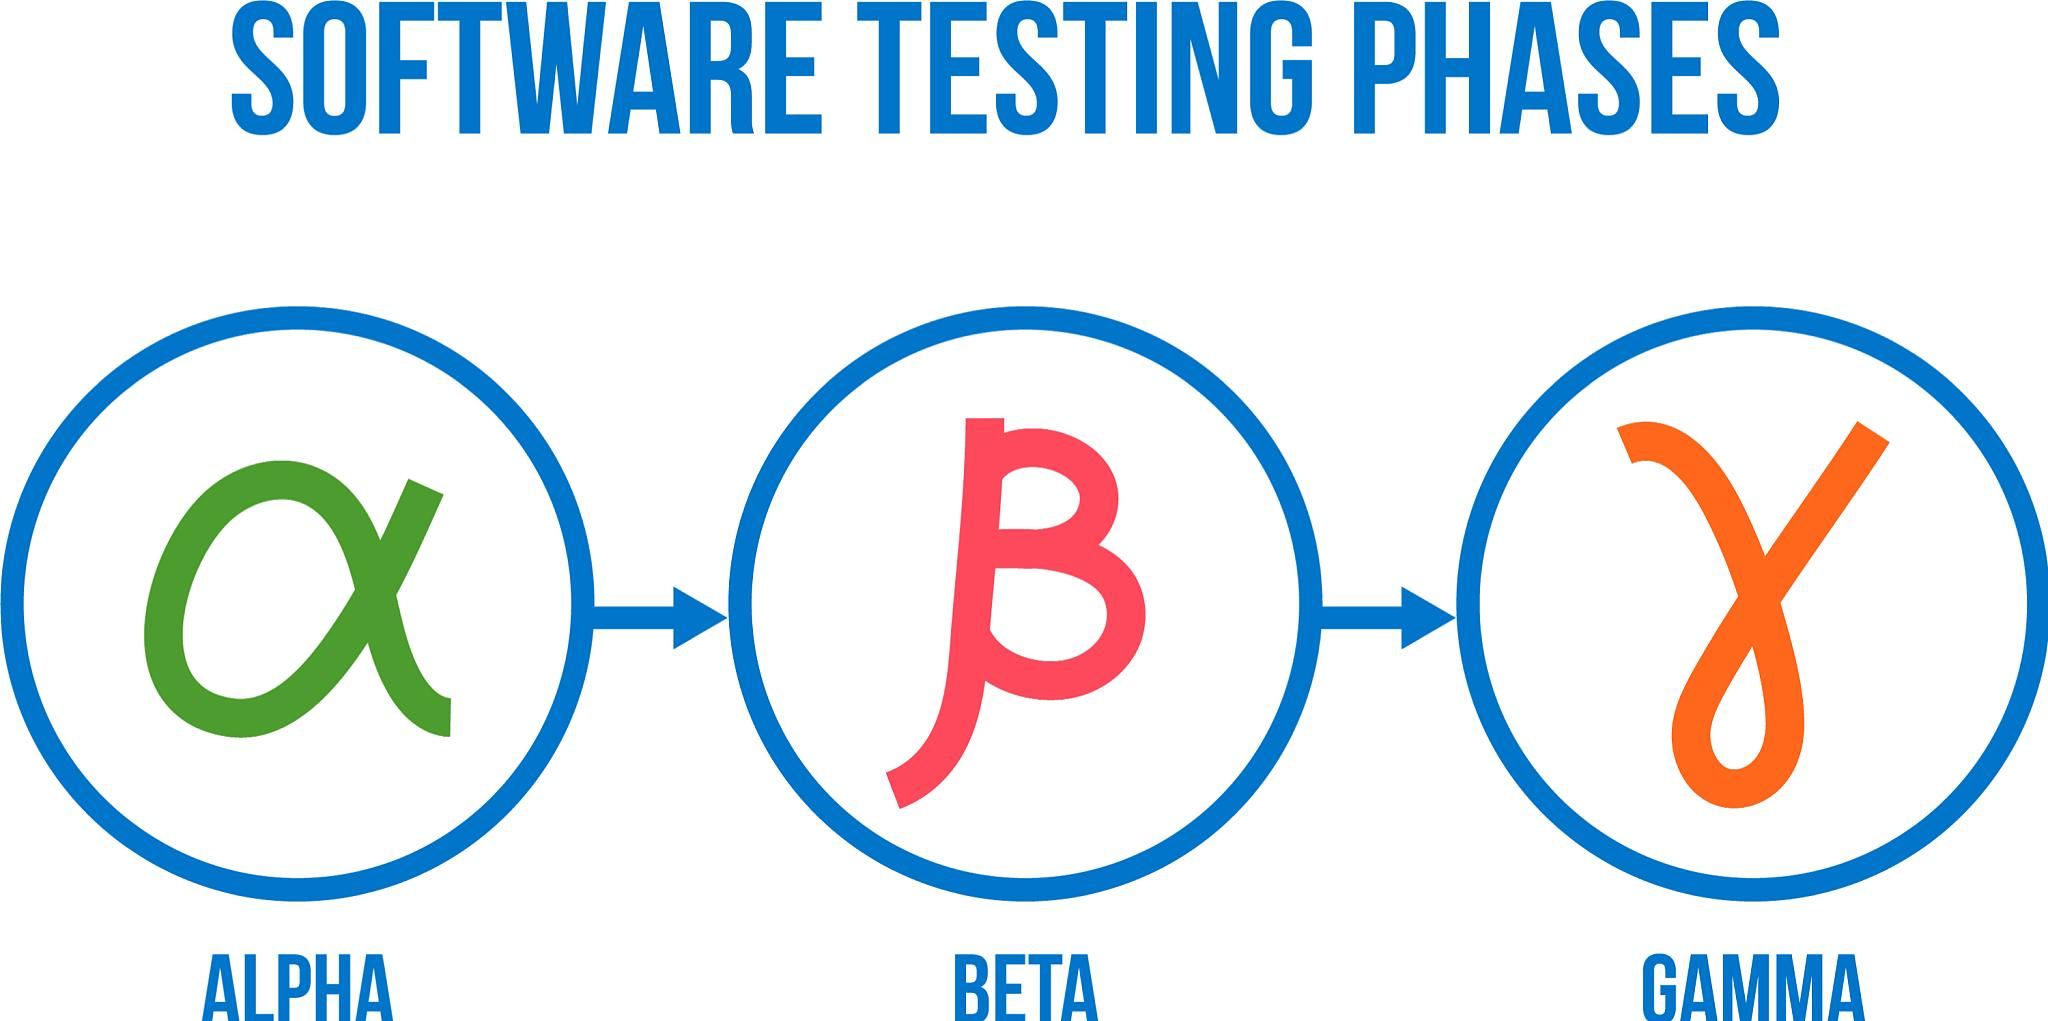 SOFTWARE TESTING PHASES
α
β
γ
ALPHA
BETA
GAMMA